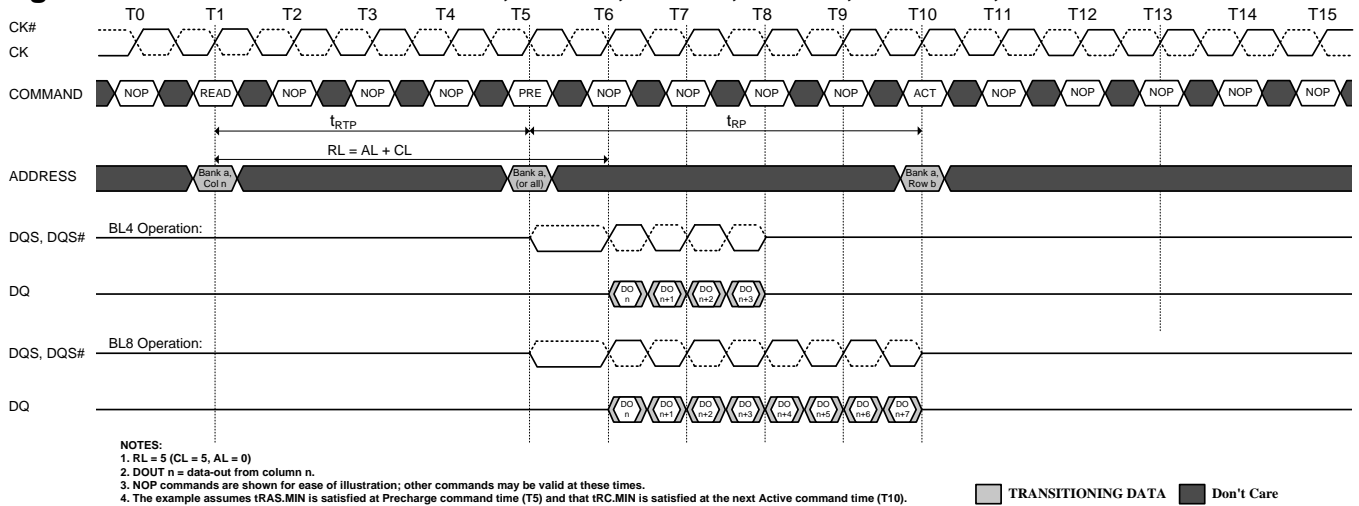 T0 T1 T2 T3 T4 T5 T6 T7 T8 T9 T10 T11 T12 T13 T14 T15
CK#
CK
COMMAND NOP READ NOP NOP NOP PRE NOP NOP NOP NOP ACT NOP NOP NOP NOP NOP
tRTP tRP
RL = AL + CL
ADDRESS Bank a, Col n Bank a, (or all) Bank a, Row b
BL4 Operation:
DQS, DQS#
DQ DO n DO n+1 DO n+2 DO n+3
BL8 Operation:
DQS, DQS#
DQ DO n DO n+1 DO n+2 DO n+3 DO n+4 DO n+5 DO n+6 DO n+7
NOTES:
1. RL = 5 (CL = 5, AL = 0)
2. DOUT n = data-out from column n.
3. NOP commands are shown for ease of illustration; other commands may be valid at these times.
4. The example assumes tRAS.MIN is satisfied at Precharge command time (T5) and that tRC.MIN is satisfied at the next Active command time (T10).
TRANSITIONING DATA Don't Care